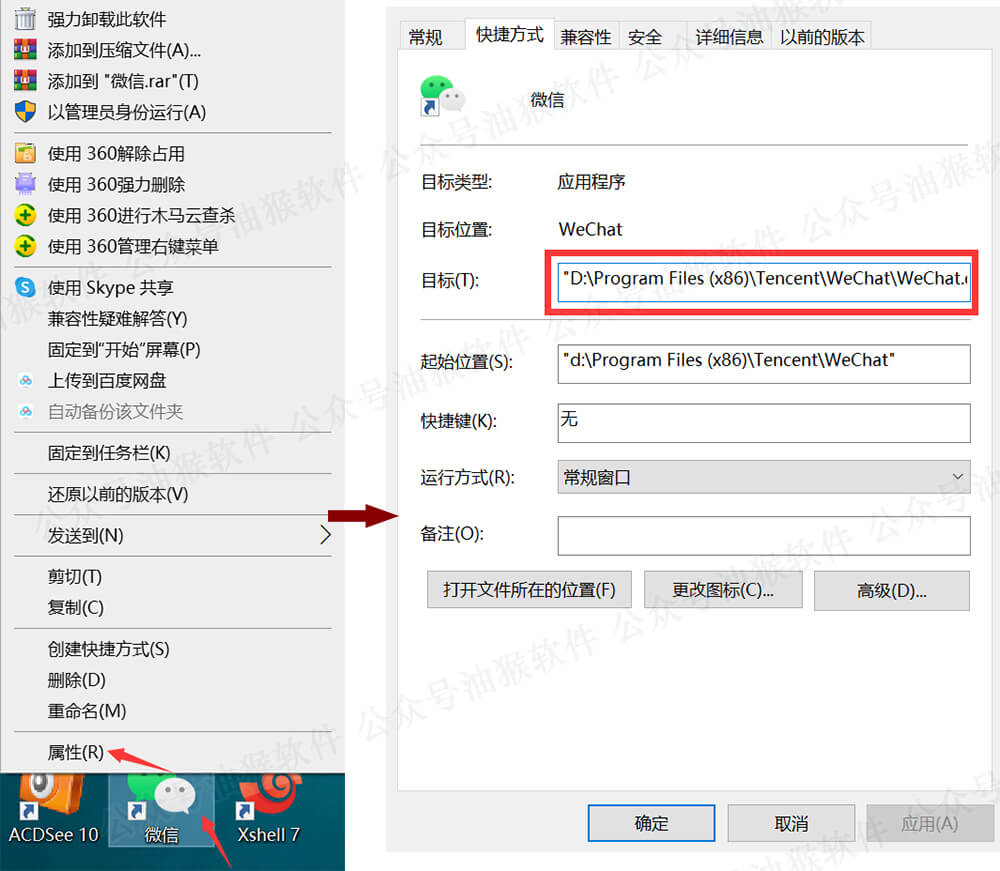 强力卸载此软件
添加到压缩文件(A)...
添加到 "微信.rar"(T)
以管理员身份运行(A)
使用 360解除占用
使用 360强力删除
使用 360进行木马云查杀
使用 360管理右键菜单
使用 Skype 共享
兼容性疑难解答(Y)
固定到"开始"屏幕(P)
上传到百度网盘
自动备份该文件夹
固定到任务栏(K)
还原以前的版本(V)
发送到(N)
剪切(T)
复制(C)
创建快捷方式(S)
删除(D)
重命名(M)
属性(R)
ACDSee 10
微信
Xshell 7
常规 快捷方式 兼容性 安全 详细信息 以前的版本
微信
目标类型: 应用程序
目标位置: WeChat
目标(T): "D:\Program Files (x86)\Tencent\WeChat\WeChat.e
起始位置(S): "d:\Program Files (x86)\Tencent\WeChat"
快捷键(K): 无
运行方式(R): 常规窗口
备注(O):
打开文件所在的位置(F) 更改图标(C)... 高级(D)...
确定 取消 应用(A)
公众号油猴软件